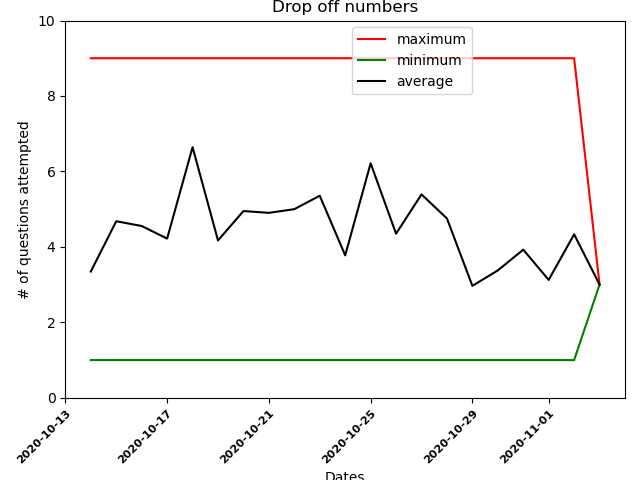 Drop off numbers
10
8
6
4
2
0
# of questions attempted
maximum
minimum
average
2020-10-13
2020-10-17
2020-10-21
2020-10-25
2020-10-29
2020-11-01
Dates